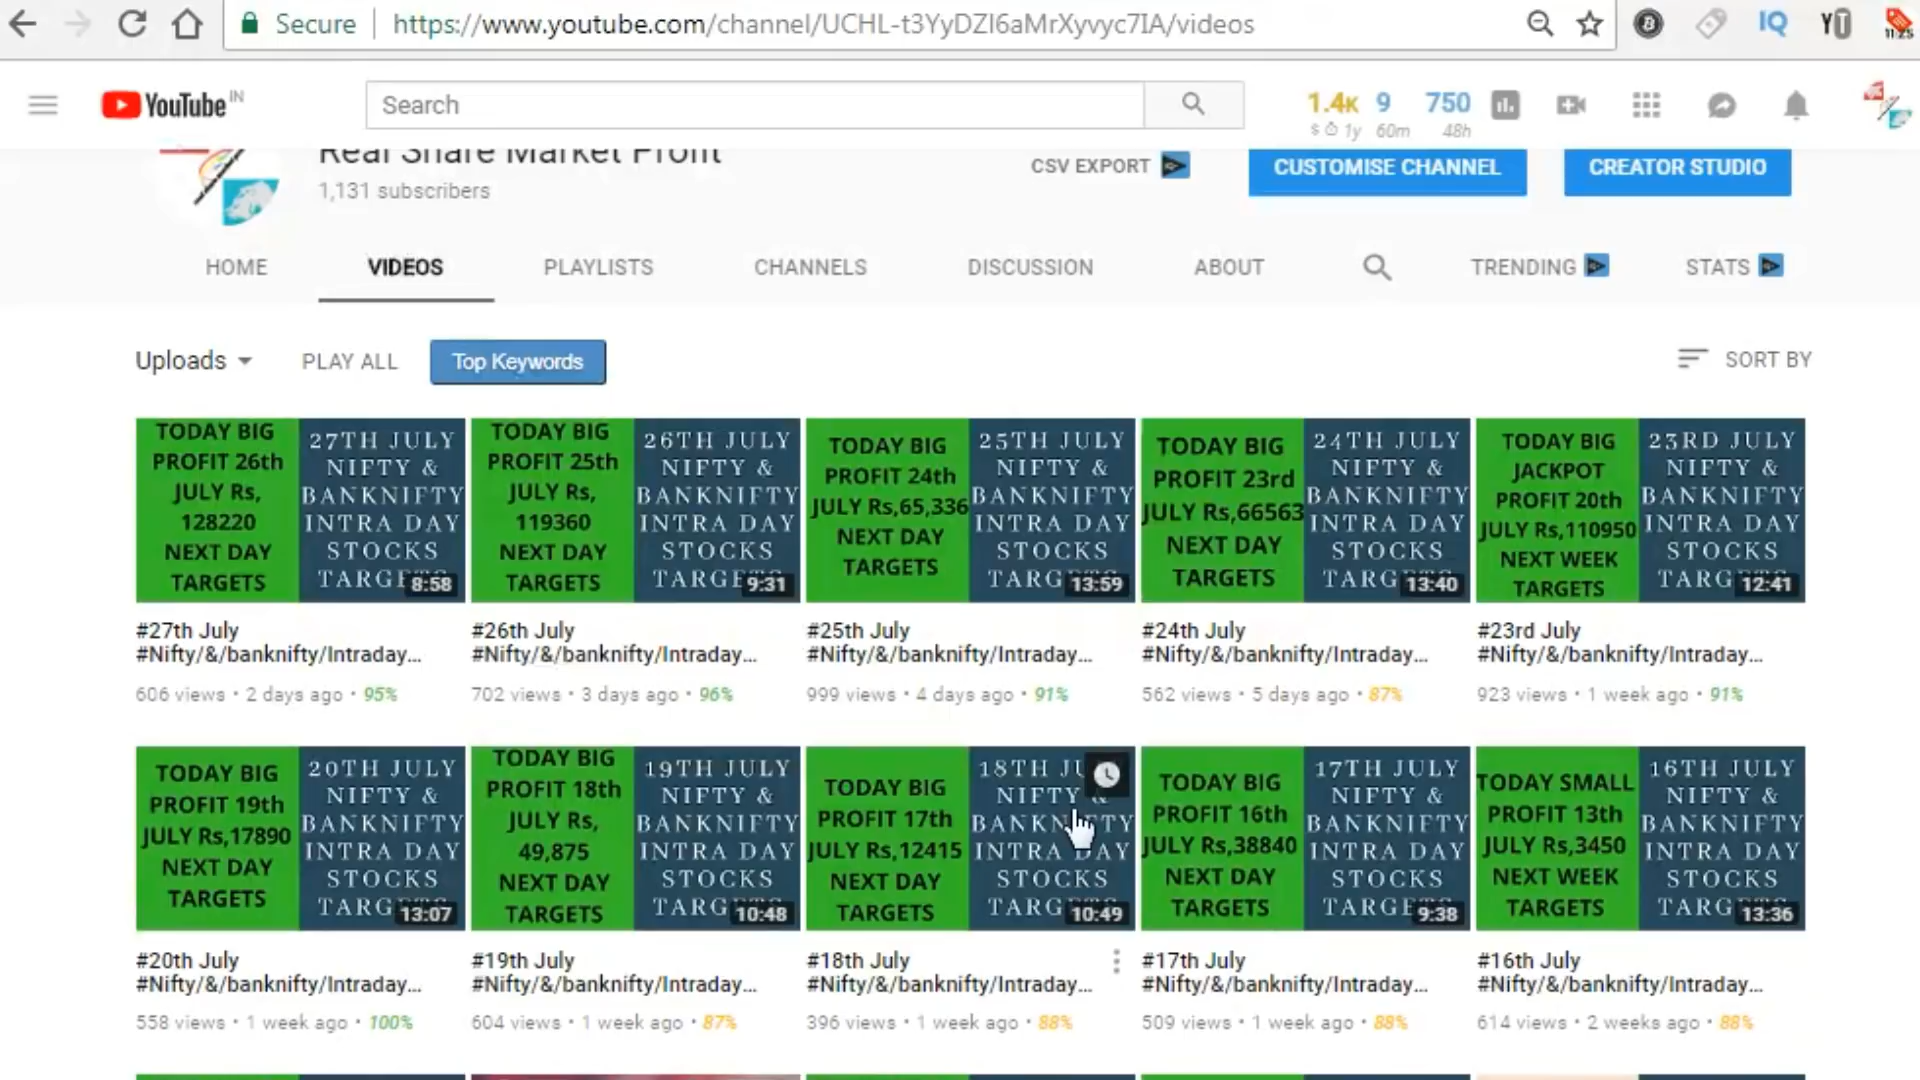 Secure https://www.youtube.com/channel/UCHL-t3YyDZI6aMrXyvyc7IA/videos
IQ
11:25
YouTube IN
Search
1.4K 9 750
$ 1y 60m 48h
Real Share Market Profit
1,131 subscribers
CSV EXPORT
CUSTOMISE CHANNEL
CREATOR STUDIO
HOME VIDEOS PLAYLISTS CHANNELS DISCUSSION ABOUT TRENDING STATS
Uploads PLAY ALL Top Keywords SORT BY
TODAY BIG
PROFIT 26th
JULY Rs,
128220
NEXT DAY
TARGETS
27TH JULY
NIFTY &
BANKNIFTY
INTRA DAY
STOCKS
8:58
TODAY BIG
PROFIT 25th
JULY Rs,
119360
NEXT DAY
TARGETS
26TH JULY
NIFTY &
BANKNIFTY
INTRA DAY
STOCKS
9:31
TODAY BIG
PROFIT 24th
JULY Rs,65,336
NEXT DAY
TARGETS
25TH JULY
NIFTY &
BANKNIFTY
INTRA DAY
STOCKS
13:59
TODAY BIG
PROFIT 23rd
JULY Rs,66563
NEXT DAY
TARGETS
24TH JULY
NIFTY &
BANKNIFTY
INTRA DAY
STOCKS
13:40
TODAY BIG
JACKPOT
PROFIT 20th
JULY Rs,110950
NEXT WEEK
TARGETS
23RD JULY
NIFTY &
BANKNIFTY
INTRA DAY
STOCKS
12:41
#27th July
#Nifty/&/banknifty/Intraday...
606 views • 2 days ago • 95%
#26th July
#Nifty/&/banknifty/Intraday...
702 views • 3 days ago • 96%
#25th July
#Nifty/&/banknifty/Intraday...
999 views • 4 days ago • 91%
#24th July
#Nifty/&/banknifty/Intraday...
562 views • 5 days ago • 87%
#23rd July
#Nifty/&/banknifty/Intraday...
923 views • 1 week ago • 91%
TODAY BIG
PROFIT 19th
JULY Rs,17890
NEXT DAY
TARGETS
20TH JULY
NIFTY &
BANKNIFTY
INTRA DAY
STOCKS
13:07
TODAY BIG
PROFIT 18th
JULY Rs,
49,875
NEXT DAY
TARGETS
19TH JULY
NIFTY &
BANKNIFTY
INTRA DAY
STOCKS
10:48
TODAY BIG
PROFIT 17th
JULY Rs,12415
NEXT DAY
TARGETS
18TH
NIFTY &
BANKNIFTY
INTRA DAY
STOCKS
10:49
TODAY BIG
PROFIT 16th
JULY Rs,38840
NEXT DAY
TARGETS
17TH JULY
NIFTY &
BANKNIFTY
INTRA DAY
STOCKS
9:38
TODAY SMALL
PROFIT 13th
JULY Rs,3450
NEXT WEEK
TARGETS
16TH JULY
NIFTY &
BANKNIFTY
INTRA DAY
STOCKS
13:36
#20th July
#Nifty/&/banknifty/Intraday...
558 views • 1 week ago • 100%
#19th July
#Nifty/&/banknifty/Intraday...
604 views • 1 week ago • 87%
#18th July
#Nifty/&/banknifty/Intraday...
396 views • 1 week ago • 88%
#17th July
#Nifty/&/banknifty/Intraday...
509 views • 1 week ago • 88%
#16th July
#Nifty/&/banknifty/Intraday...
614 views • 2 weeks ago • 88%